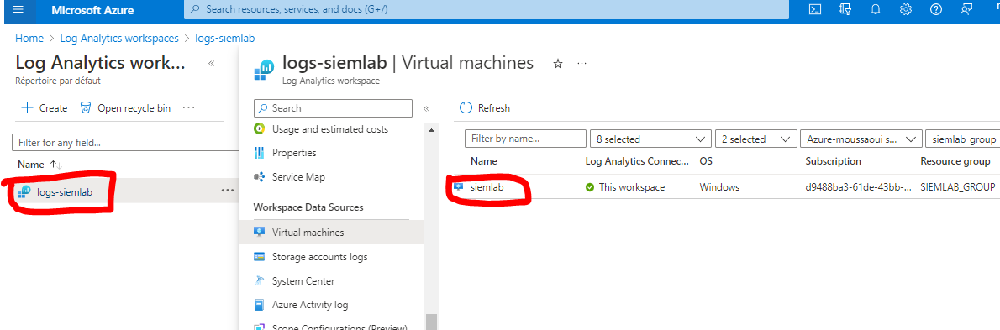 Microsoft Azure
Search resources, services, and docs (G+/)
Home > Log Analytics workspaces > logs-siemlab
Log Analytics work... «
Répertoire par défaut
Create Open recycle bin ...
Filter for any field...
Name ↑↓
logs-siemlab ...
logs-siemlab | Virtual machines ...
Log Analytics workspace
Search «
Usage and estimated costs
Properties
Service Map
Workspace Data Sources
Virtual machines
Storage accounts logs
System Center
Azure Activity log
Scope Configurations (Preview)
Refresh
Filter by name... 8 selected 2 selected Azure-moussaoui s... siemlab_group
Name Log Analytics Connec... OS Subscription Resource group
siemlab This workspace Windows d9488ba3-61de-43bb-... SIEMLAB_GROUP